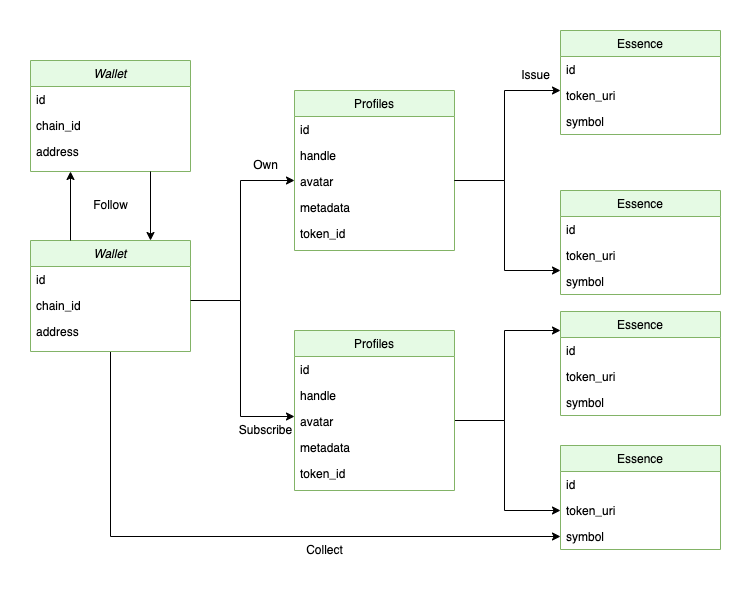 Wallet
id
chain_id
address
Follow
Wallet
id
chain_id
address
Own
Profiles
id
handle
avatar
metadata
token_id
Subscribe
Profiles
id
handle
avatar
metadata
token_id
Issue
Essence
id
token_uri
symbol
Essence
id
token_uri
symbol
Essence
id
token_uri
symbol
Essence
id
token_uri
symbol
Collect